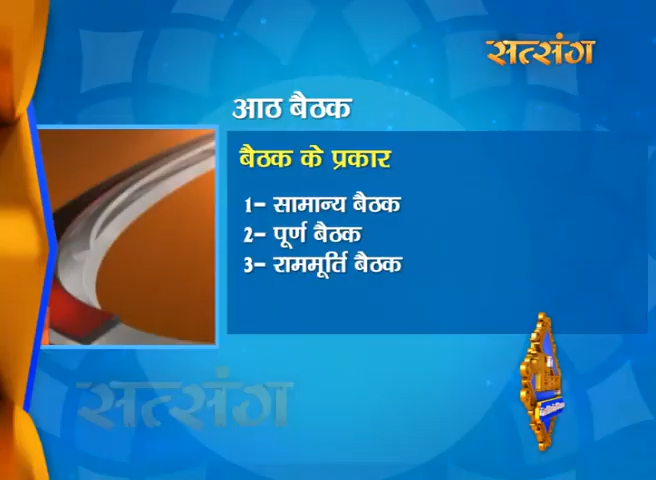 सत्संग
आठ बैठक
बैठक के प्रकार
1- सामान्य बैठक
2- पूर्ण बैठक
3- राममूर्ति बैठक
सत्संग